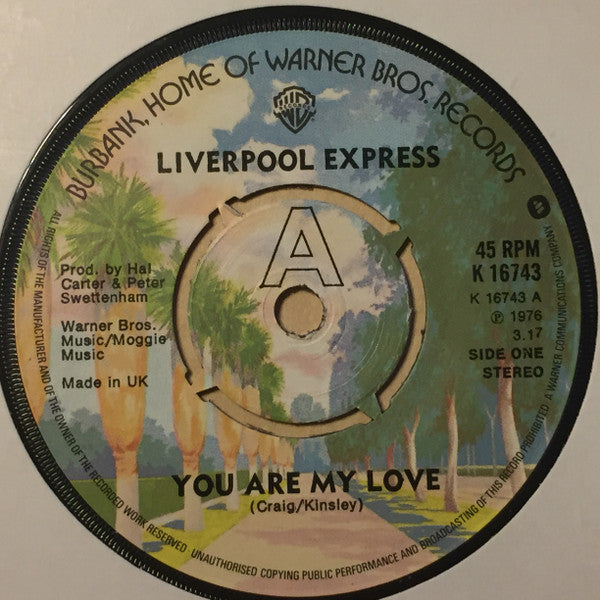 BURBANK, HOME OF WARNER BROS. RECORDS
LIVERPOOL EXPRESS
A
Prod. by Hal
Carter & Peter
Swettenham
Warner Bros.
Music/Moggie
Music
Made in UK
45 RPM
K 16743
K 16743 A
℗ 1976
3.17
SIDE ONE
STEREO
YOU ARE MY LOVE
(Craig/Kinsley)
ALL RIGHTS OF THE MANUFACTURER AND OF THE OWNER OF THE RECORDED WORK RESERVED UNAUTHORISED COPYING PUBLIC PERFORMANCE AND BROADCASTING OF THIS RECORD PROHIBITED A WARNER COMMUNICATIONS COMPANY